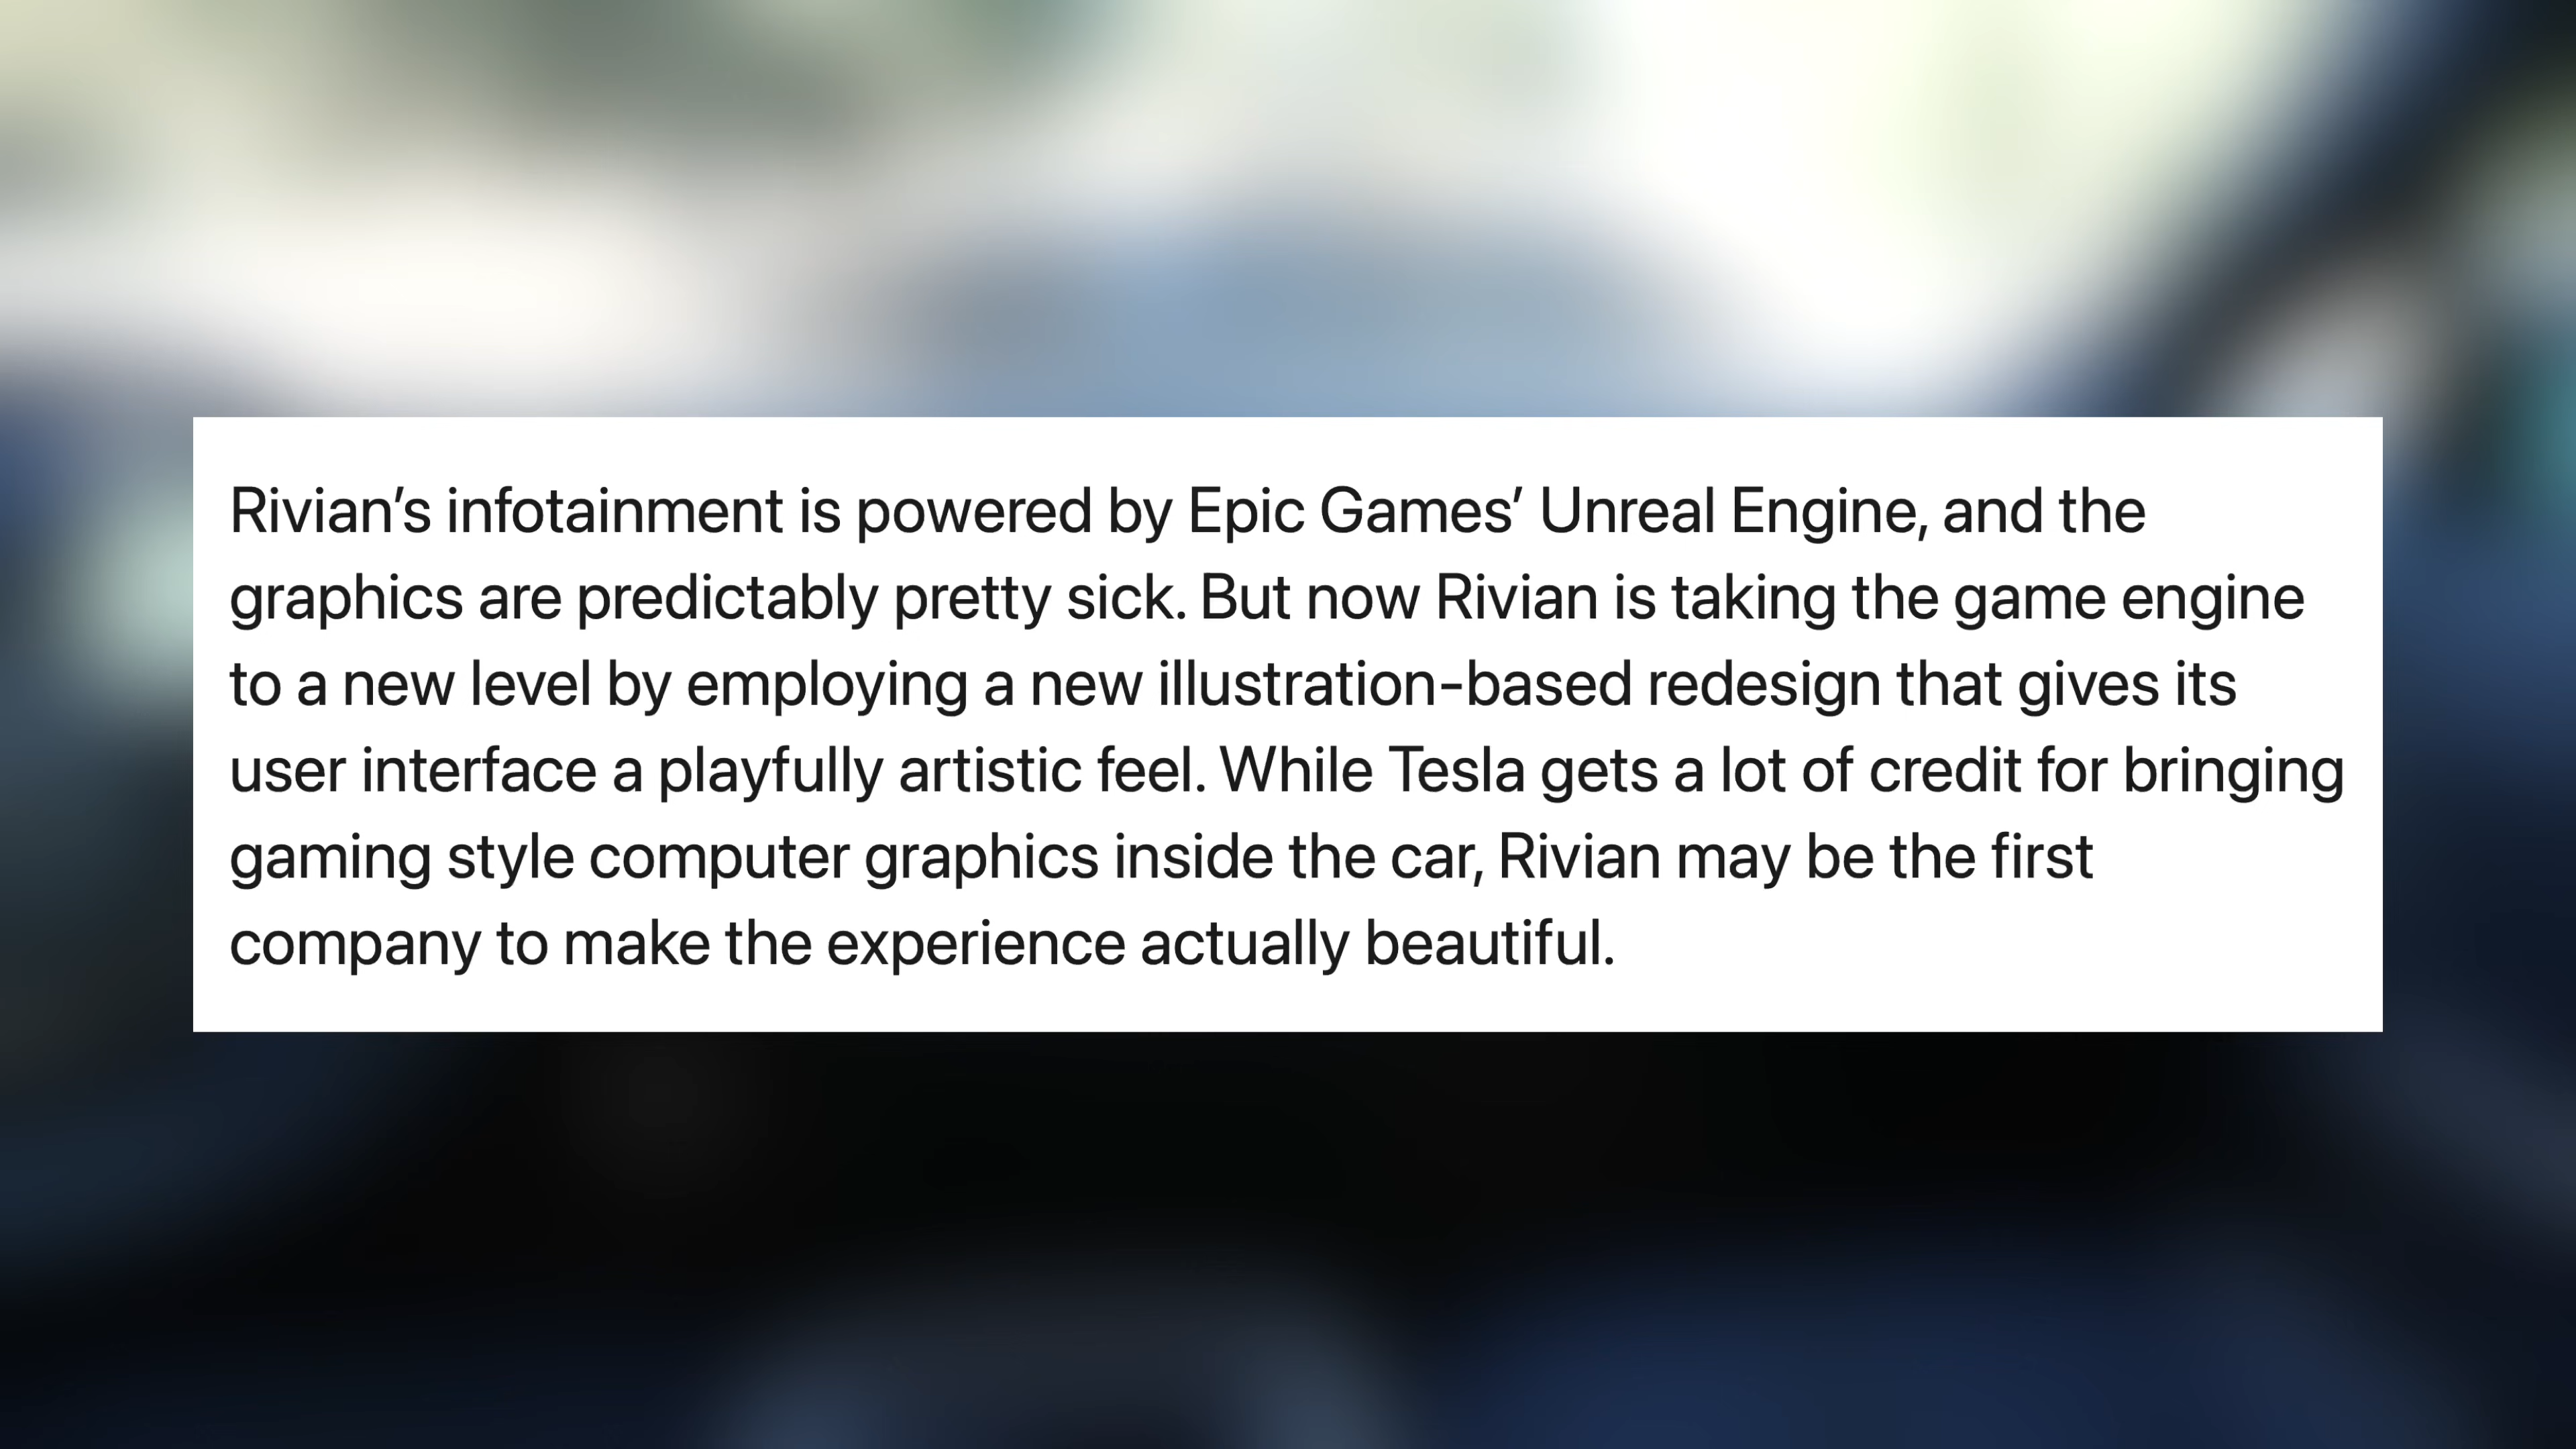 Rivian’s infotainment is powered by Epic Games’ Unreal Engine, and the
graphics are predictably pretty sick. But now Rivian is taking the game engine
to a new level by employing a new illustration-based redesign that gives its
user interface a playfully artistic feel. While Tesla gets a lot of credit for bringing
gaming style computer graphics inside the car, Rivian may be the first
company to make the experience actually beautiful.